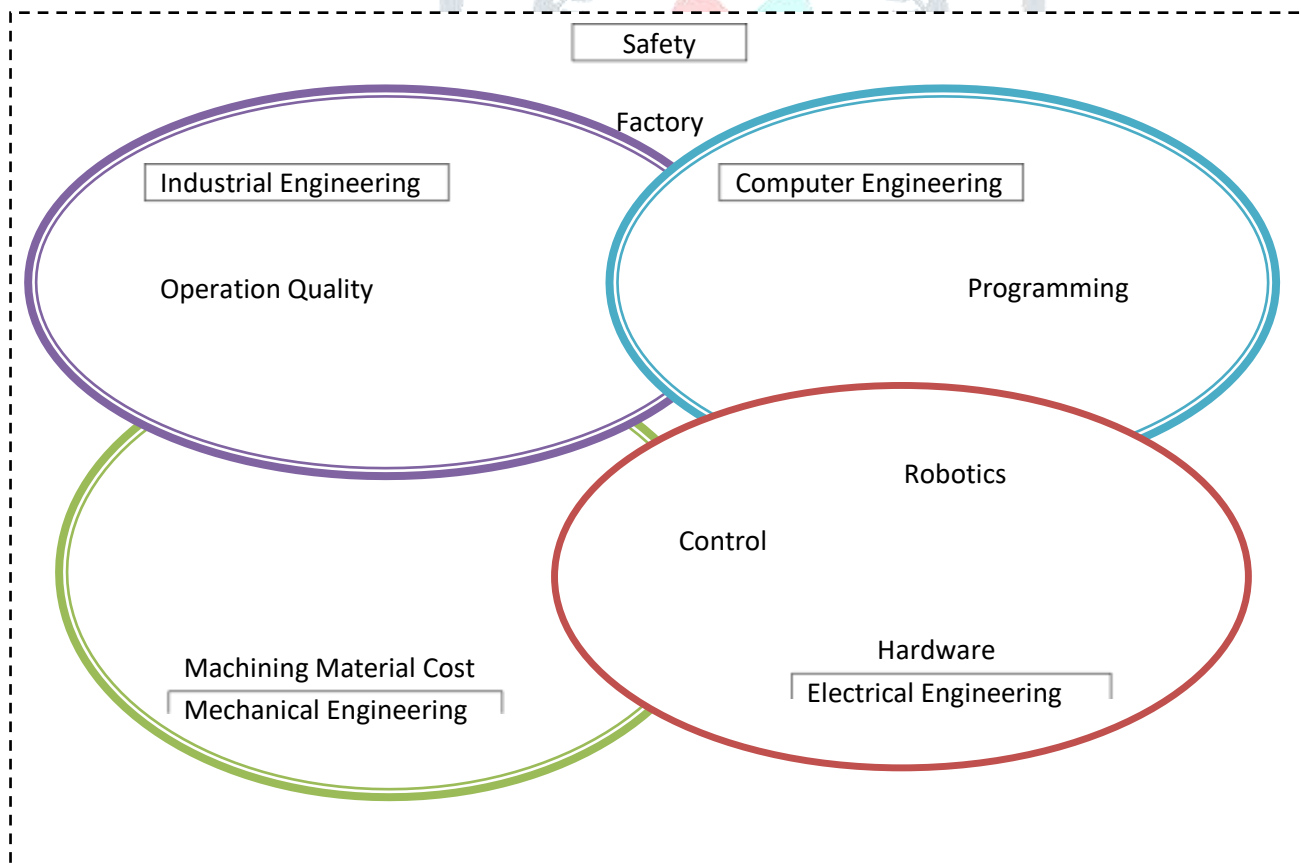 Safety
Factory
Industrial Engineering
Computer Engineering
Operation Quality
Programming
Robotics
Control
Hardware
Machining Material Cost
Electrical Engineering
Mechanical Engineering